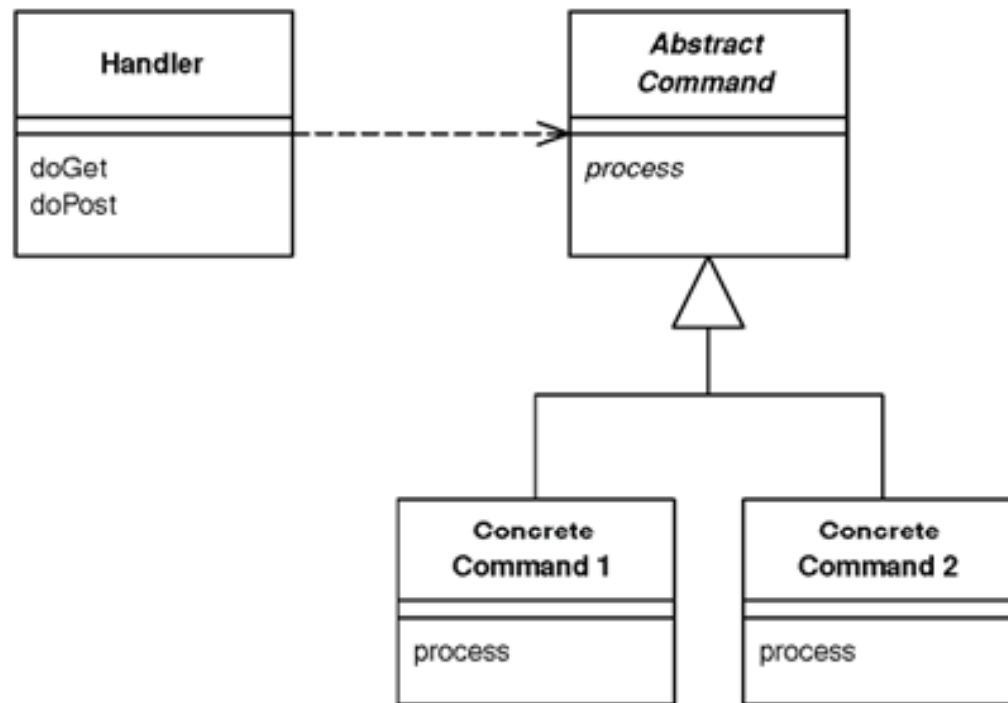 Handler
doGet
doPost
Abstract
Command
process
Concrete
Command 1
process
Concrete
Command 2
process